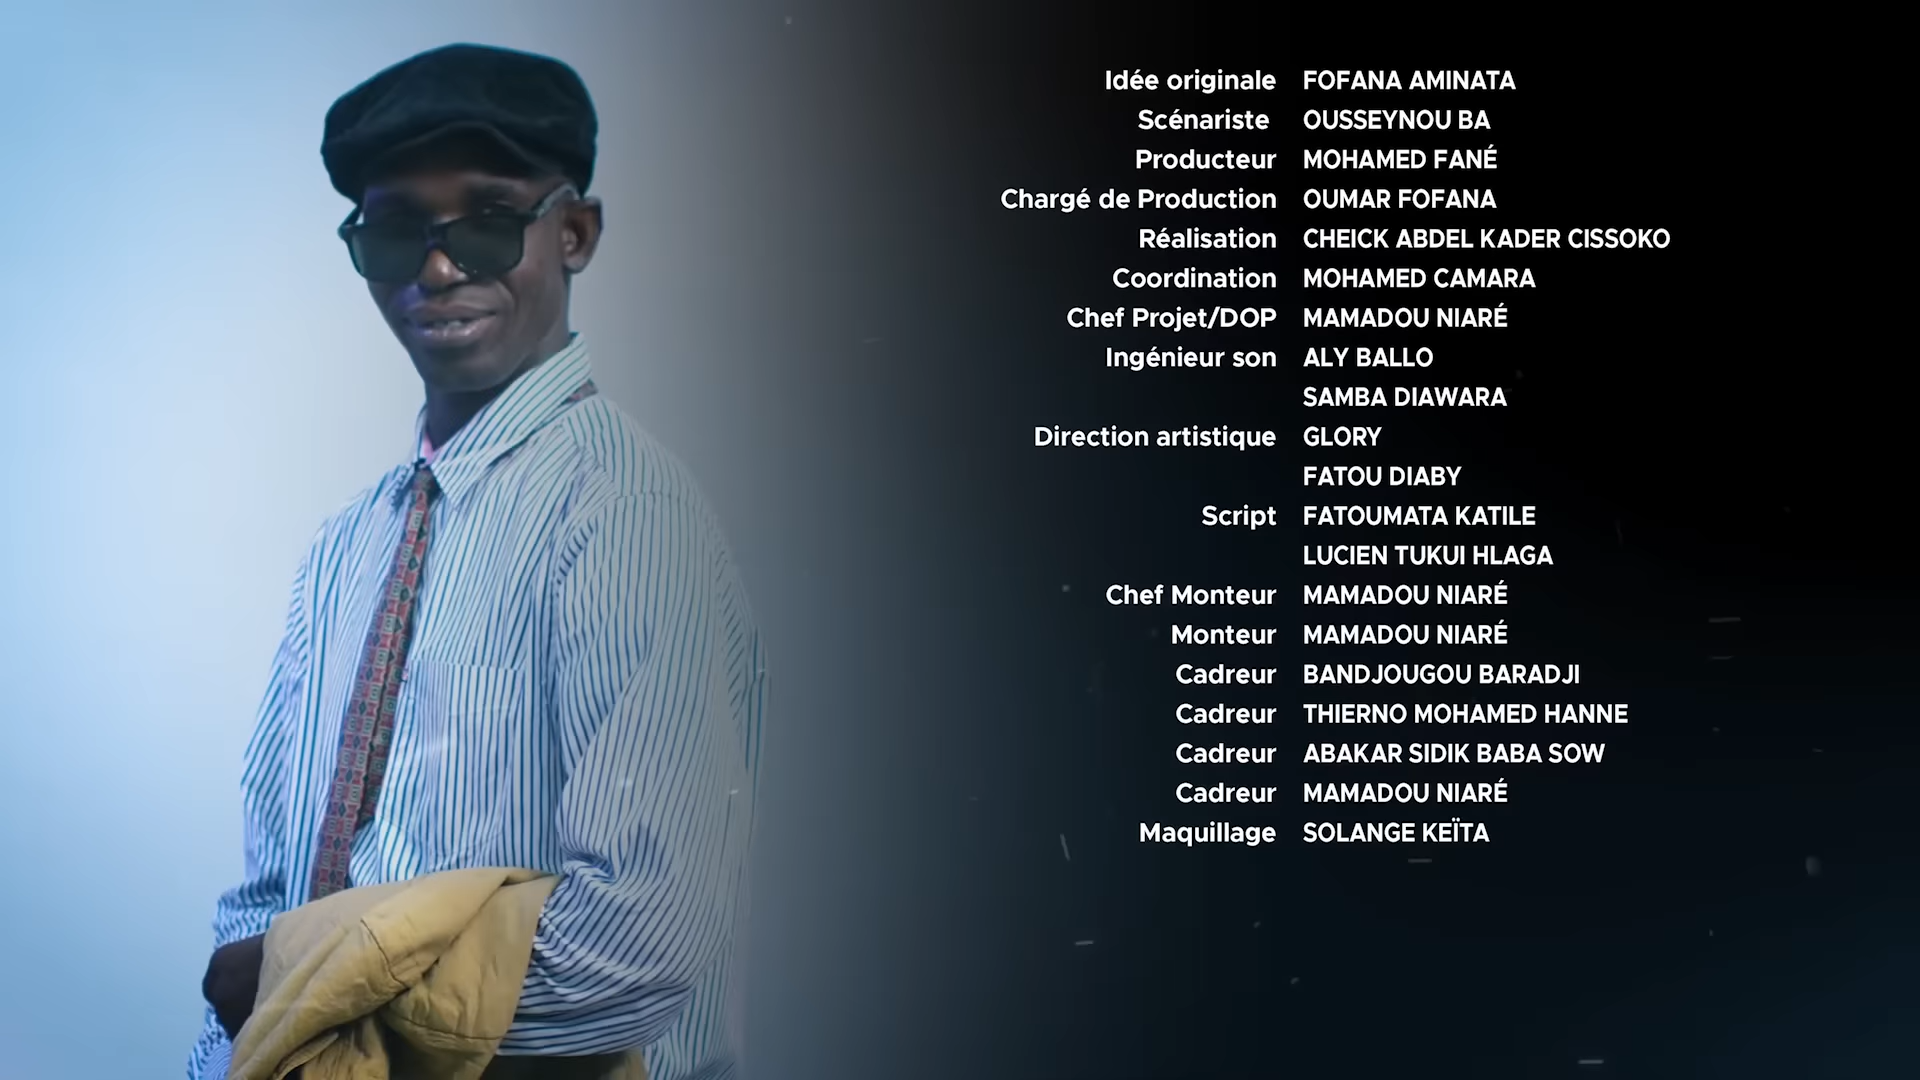 Idée originale FOFANA AMINATA
Scénariste OUSSEYNOU BA
Producteur MOHAMED FANÉ
Chargé de Production OUMAR FOFANA
Réalisation CHEICK ABDEL KADER CISSOKO
Coordination MOHAMED CAMARA
Chef Projet/DOP MAMADOU NIARÉ
Ingénieur son ALY BALLO
SAMBA DIAWARA
Direction artistique GLORY
FATOU DIABY
Script FATOUMATA KATILE
LUCIEN TUKUI HLAGA
Chef Monteur MAMADOU NIARÉ
Monteur MAMADOU NIARÉ
Cadreur BANDJOUGOU BARADJI
Cadreur THIERNO MOHAMED HANNE
Cadreur ABAKAR SIDIK BABA SOW
Cadreur MAMADOU NIARÉ
Maquillage SOLANGE KEÏTA